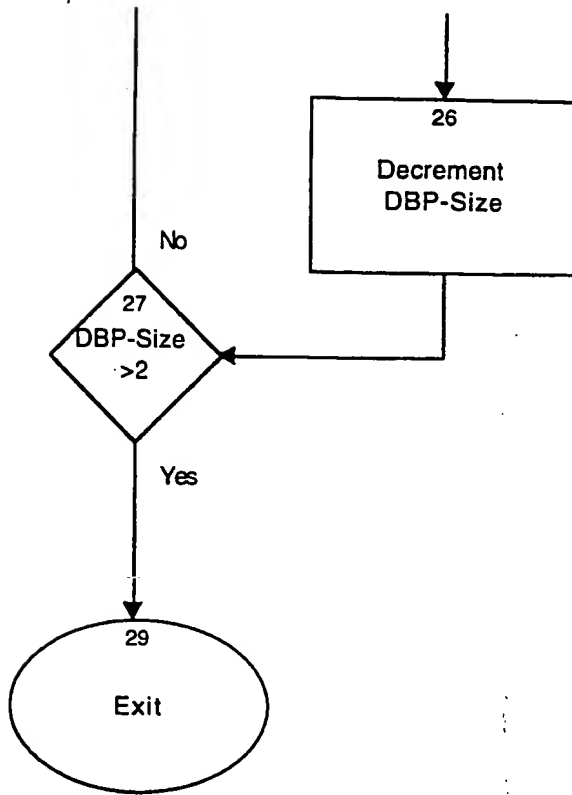 26
Decrement
DBP-Size
No
27
DBP-Size
>2
Yes
29
Exit